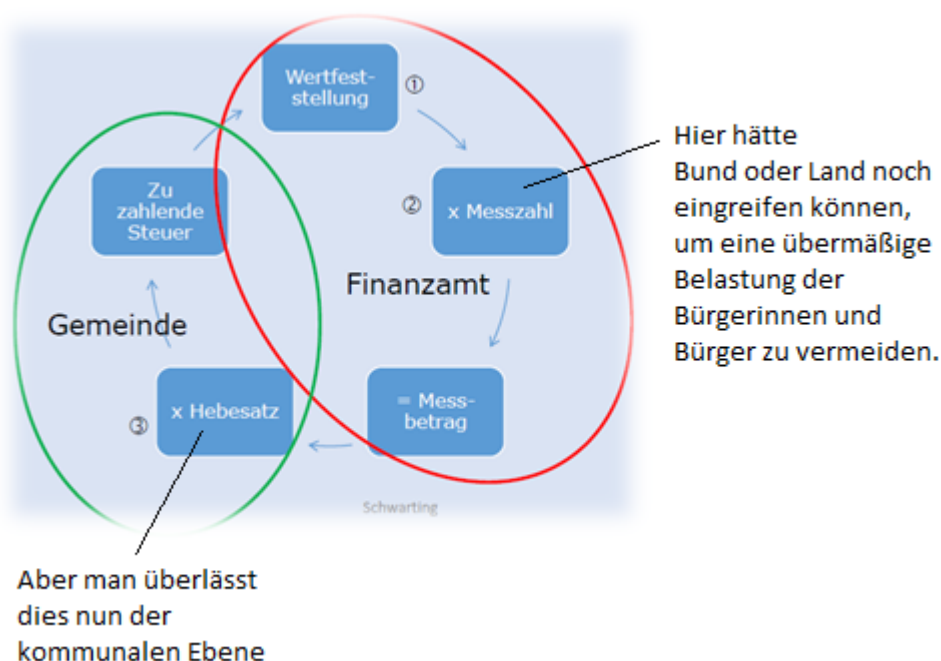 Wertfest-
stellung
①
Hier hätte
Bund oder Land noch
eingreifen können,
um eine übermäßige
Belastung der
Bürgerinnen und
Bürger zu vermeiden.
②
x Messzahl
Zu
zahlende
Steuer
Finanzamt
Gemeinde
= Mess-
betrag
③
x Hebesatz
Schwarting
Aber man überlässt
dies nun der
kommunalen Ebene